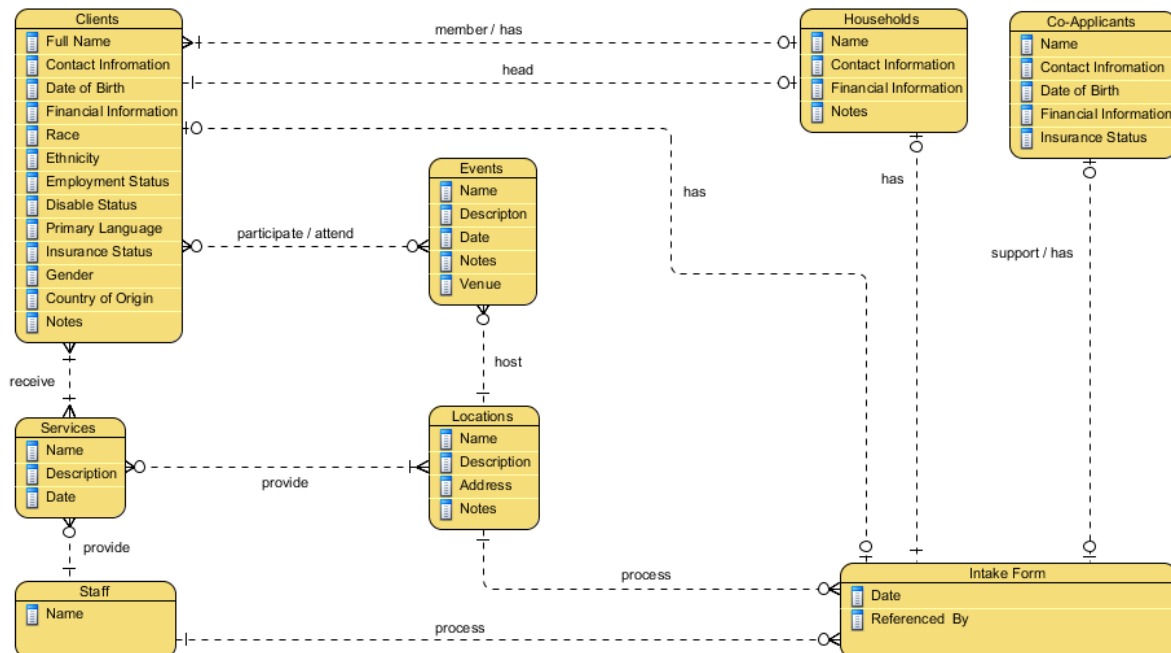 Clients
Full Name
Contact Infromation
Date of Birth
Financial Information
Race
Ethnicity
Employment Status
Disable Status
Primary Language
Insurance Status
Gender
Country of Origin
Notes
member / has
head
Households
Name
Contact Infromation
Financial Information
Notes
Co-Applicants
Name
Contact Infromation
Date of Birth
Financial Information
Insurance Status
has
has
support / has
participate / attend
Events
Name
Descripton
Date
Notes
Venue
receive
host
Services
Name
Description
Date
provide
Locations
Name
Description
Address
Notes
provide
Staff
Name
process
process
Intake Form
Date
Referenced By